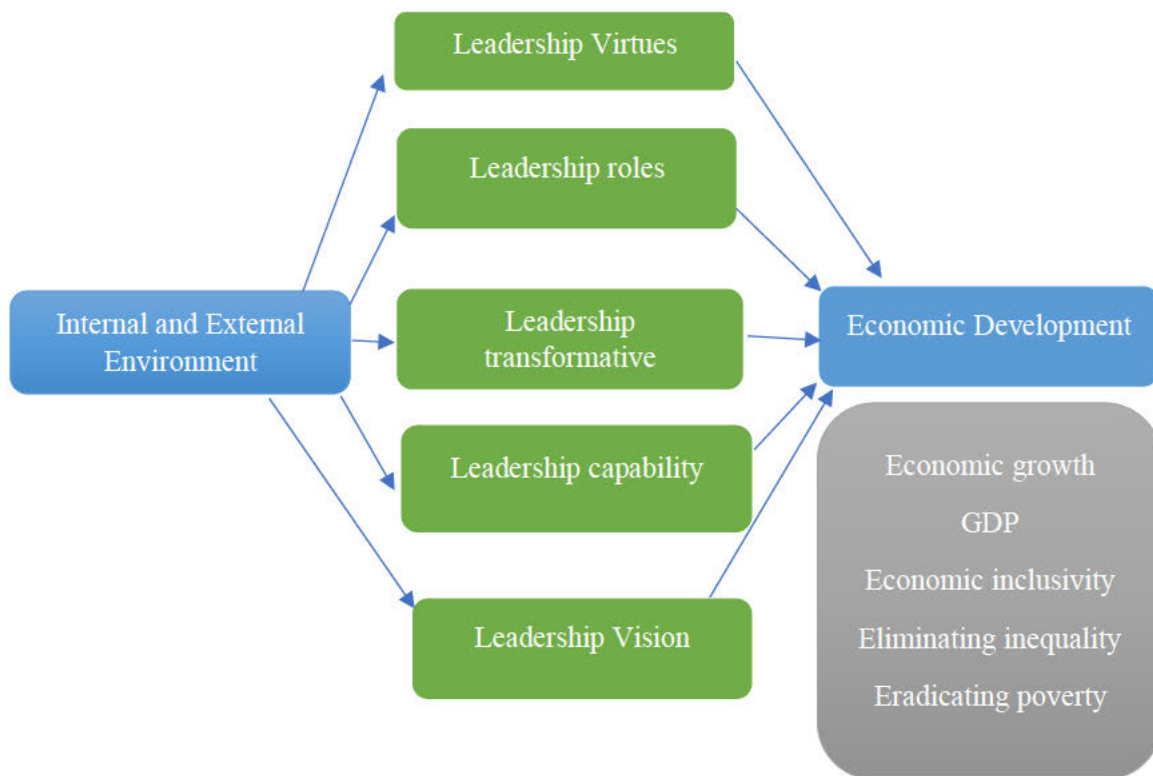 Leadership Virtues
Leadership roles
Internal and External
Environment
Leadership
transformative
Economic Development
Leadership capability
Leadership Vision
Economic growth
GDP
Economic inclusivity
Eliminating inequality
Eradicating poverty